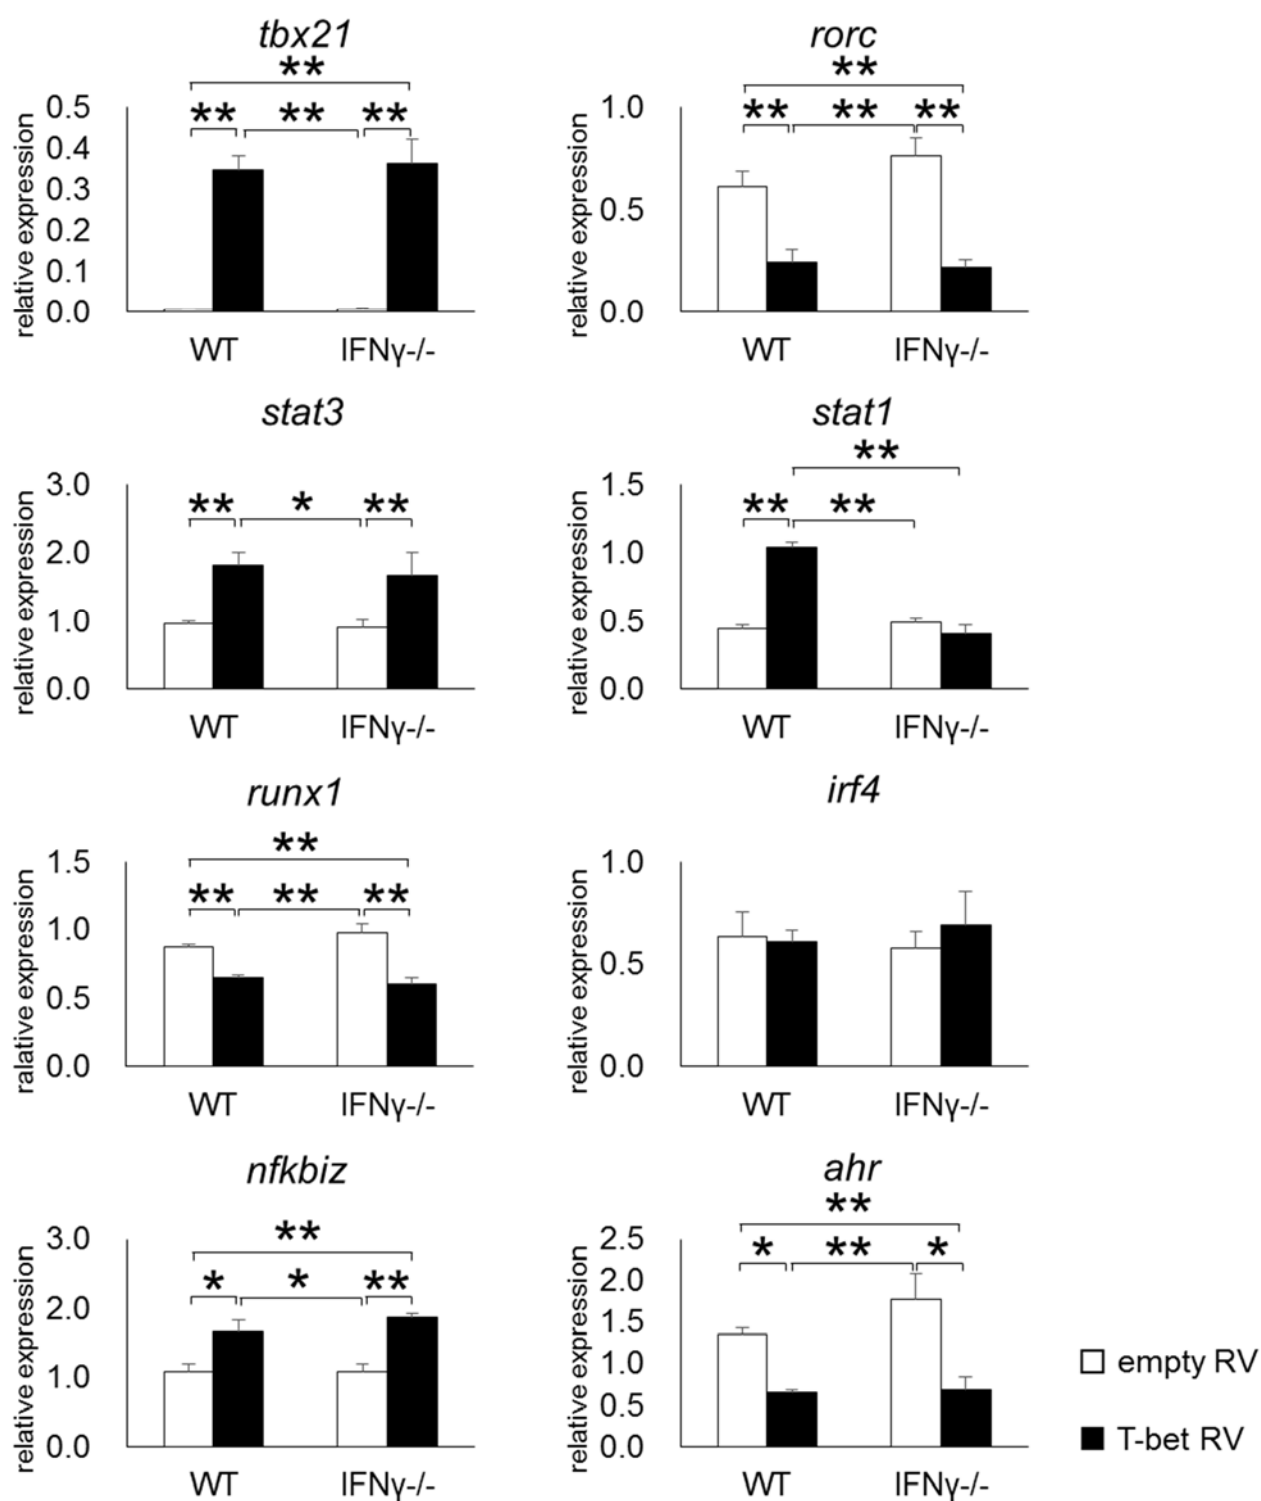 tbx21
**
** ** **
0.5
0.4
0.3
0.2
0.1
0.0
relative expression
WT IFNγ-/-
rorc
**
** ** **
1.0
0.5
0.0
relative expression
WT IFNγ-/-
stat3
** * **
3.0
2.0
1.0
0.0
relative expression
WT IFNγ-/-
stat1
**
** **
1.5
1.0
0.5
0.0
relative expression
WT IFNγ-/-
runx1
**
** ** **
1.5
1.0
0.5
0.0
ralative expression
WT IFNγ-/-
irf4
1.0
0.5
0.0
relative expression
WT IFNγ-/-
nfkbiz
**
* * **
3.0
2.0
1.0
0.0
relative expression
WT IFNγ-/-
ahr
**
* ** *
2.5
2.0
1.5
1.0
0.5
0.0
relative expression
WT IFNγ-/-
empty RV
T-bet RV